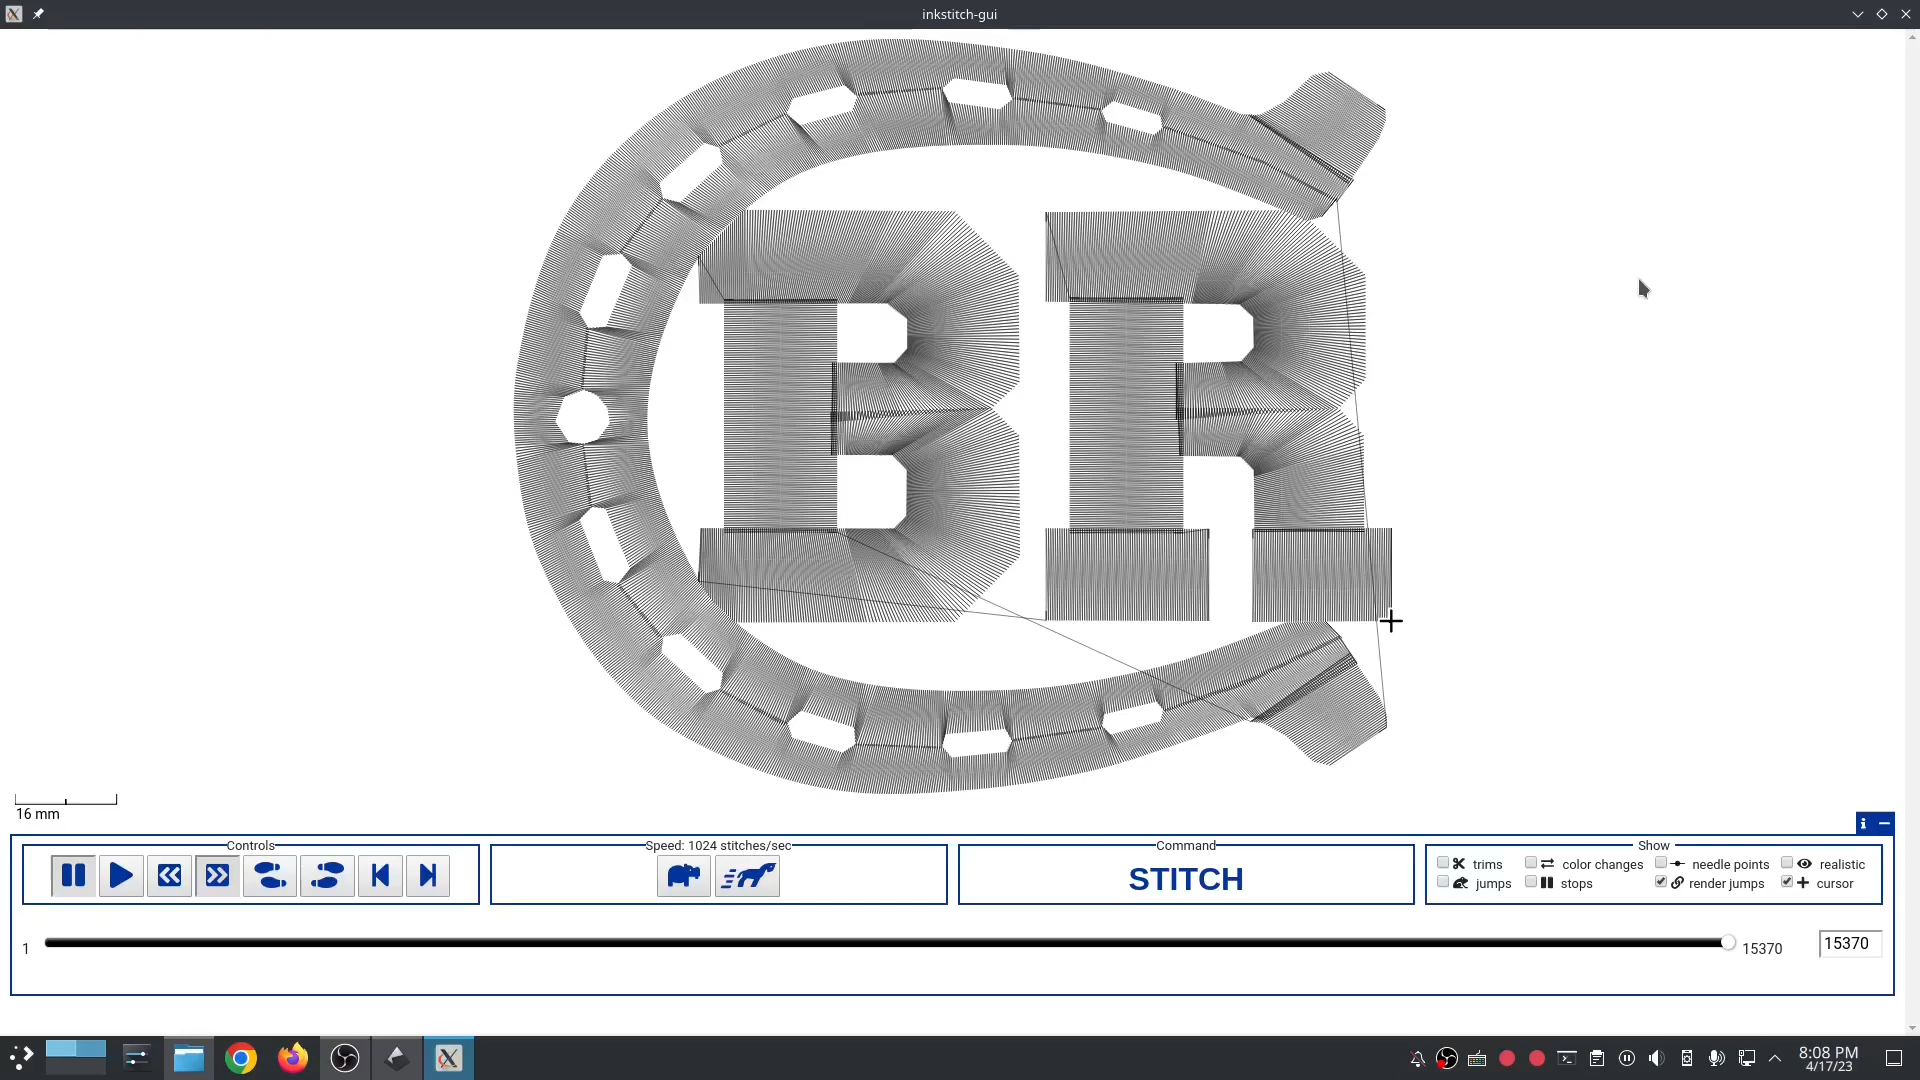 inkstitch-gui
BR
16 mm
Controls
Speed: 1024 stitches/sec
Command
STITCH
Show
trims
color changes
needle points
realistic
jumps
stops
render jumps
cursor
1
15370
15370
8:08 PM
4/17/23